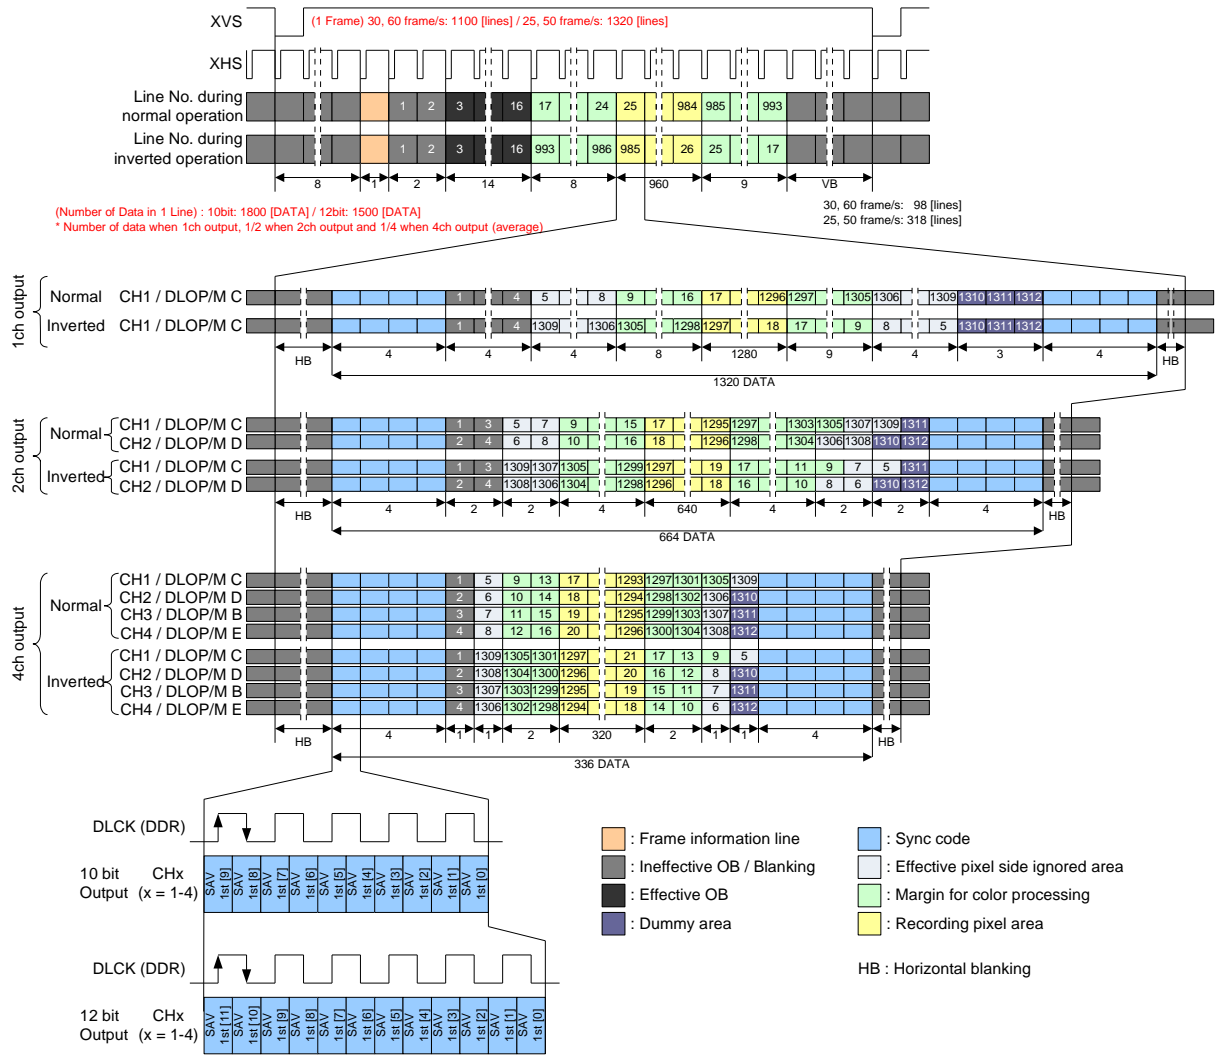 XVS
(1 Frame) 30, 60 frame/s: 1100 [lines] / 25, 50 frame/s: 1320 [lines]
XHS
Line No. during normal operation
1 2 3 16 17 24 25 984 985 993
Line No. during inverted operation
1 2 3 16 993 986 985 26 25 17
8 1 2 14 8 960 9 VB
30, 60 frame/s: 98 [lines]
25, 50 frame/s: 318 [lines]
(Number of Data in 1 Line) : 10bit: 1800 [DATA] / 12bit: 1500 [DATA]
* Number of data when 1ch output, 1/2 when 2ch output and 1/4 when 4ch output (average)
1ch output
Normal CH1 / DLOP/M C 1 4 5 8 9 16 17 1296 1297 1305 1306 1309 1310 1311 1312
Inverted CH1 / DLOP/M C 1 4 1309 1306 1305 1298 1297 18 17 9 8 5 1310 1311 1312
HB 4 4 4 8 1280 9 4 3 4 HB
1320 DATA
2ch output
Normal
CH1 / DLOP/M C 1 3 5 7 9 15 17 1295 1297 1303 1305 1307 1309 1311
CH2 / DLOP/M D 2 4 6 8 10 16 18 1296 1298 1304 1306 1308 1310 1312
Inverted
CH1 / DLOP/M C 1 3 1309 1307 1305 1299 1297 19 17 11 9 7 5 1311
CH2 / DLOP/M D 2 4 1308 1306 1304 1298 1296 18 16 10 8 6 1310 1312
HB 4 2 2 4 640 4 2 2 4 HB
664 DATA
4ch output
Normal
CH1 / DLOP/M C 1 5 9 13 17 1293 1297 1301 1305 1309
CH2 / DLOP/M D 2 6 10 14 18 1294 1298 1302 1306 1310
CH3 / DLOP/M B 3 7 11 15 19 1295 1299 1303 1307 1311
CH4 / DLOP/M E 4 8 12 16 20 1296 1300 1304 1308 1312
Inverted
CH1 / DLOP/M C 1 1309 1305 1301 1297 21 17 13 9 5
CH2 / DLOP/M D 2 1308 1304 1300 1296 20 16 12 8 1310
CH3 / DLOP/M B 3 1307 1303 1299 1295 19 15 11 7 1311
CH4 / DLOP/M E 4 1306 1302 1298 1294 18 14 10 6 1312
HB 4 1 1 2 320 2 1 1 4 HB
336 DATA
DLCK (DDR)
10 bit Output CHx (x = 1-4)
SAV 1st [9] SAV 1st [8] SAV 1st [7] SAV 1st [6] SAV 1st [5] SAV 1st [4] SAV 1st [3] SAV 1st [2] SAV 1st [1] SAV 1st [0]
DLCK (DDR)
12 bit Output CHx (x = 1-4)
SAV 1st [11] SAV 1st [10] SAV 1st [9] SAV 1st [8] SAV 1st [7] SAV 1st [6] SAV 1st [5] SAV 1st [4] SAV 1st [3] SAV 1st [2] SAV 1st [1] SAV 1st [0]
: Frame information line
: Ineffective OB / Blanking
: Effective OB
: Dummy area
: Sync code
: Effective pixel side ignored area
: Margin for color processing
: Recording pixel area
HB : Horizontal blanking